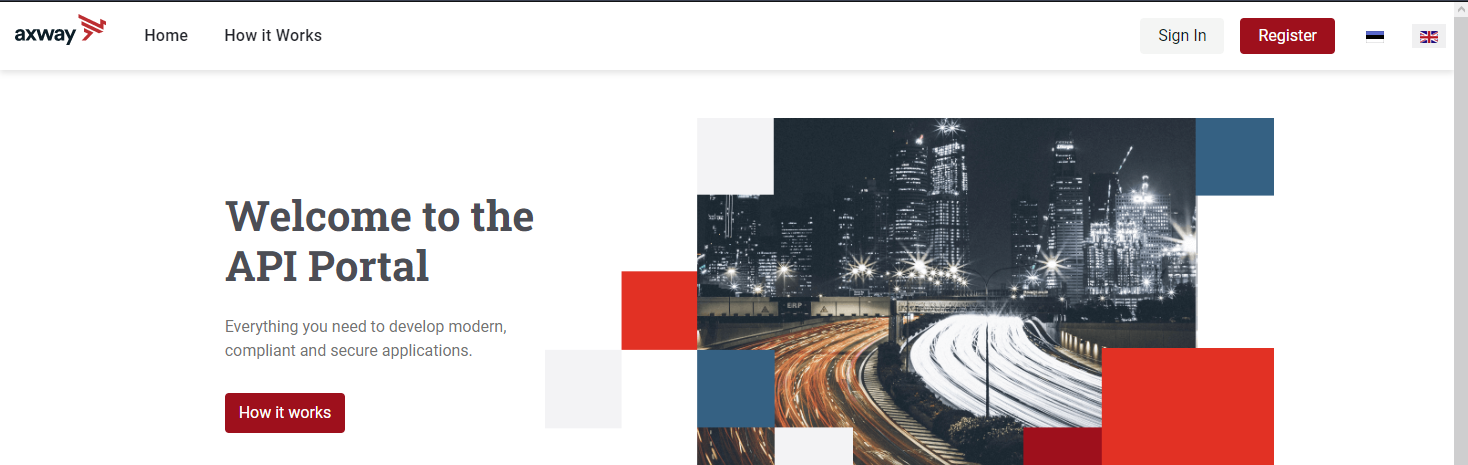 axway
Home
How it Works
Sign In
Register
Welcome to the
API Portal
Everything you need to develop modern,
compliant and secure applications.
How it works
ERP